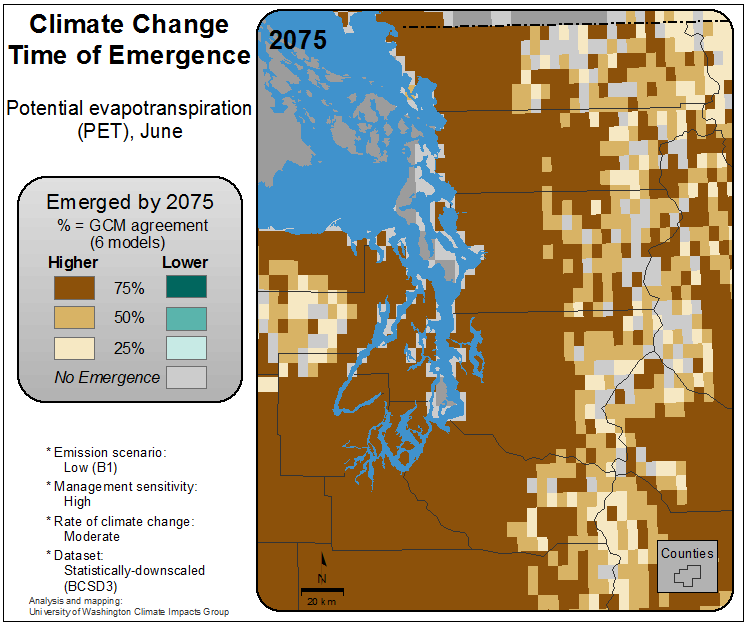 Climate Change
Time of Emergence
Potential evapotranspiration
(PET), June
Emerged by 2075
% = GCM agreement
(6 models)
Higher Lower
75%
50%
25%
No Emergence
* Emission scenario:
Low (B1)
* Management sensitivity:
High
* Rate of climate change:
Moderate
* Dataset:
Statistically-downscaled
(BCSD3)
Analysis and mapping:
University of Washington Climate Impacts Group
2075
N
20 km
Counties